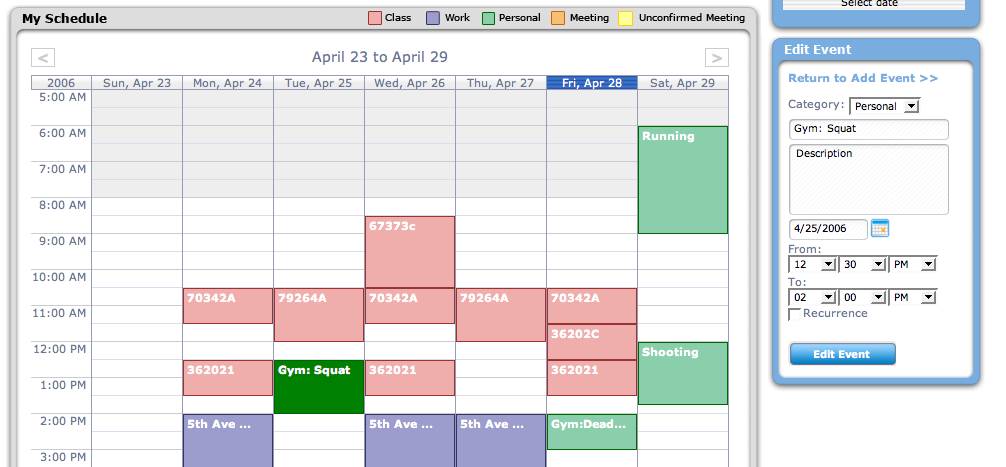 My Schedule
Class Work Personal Meeting Unconfirmed Meeting
< April 23 to April 29 >
2006 Sun, Apr 23 Mon, Apr 24 Tue, Apr 25 Wed, Apr 26 Thu, Apr 27 Fri, Apr 28 Sat, Apr 29
5:00 AM
6:00 AM
Running
7:00 AM
8:00 AM
67373c
9:00 AM
10:00 AM
70342A 79264A 70342A 79264A 70342A
11:00 AM
36202C
12:00 PM
Shooting
362021 Gym: Squat 362021 362021
1:00 PM
2:00 PM
5th Ave ... 5th Ave ... 5th Ave ... Gym:Dead...
3:00 PM
Select date
Edit Event
Return to Add Event >>
Category: Personal
Gym: Squat
Description
4/25/2006
From:
12 30 PM
To:
02 00 PM
Recurrence
Edit Event